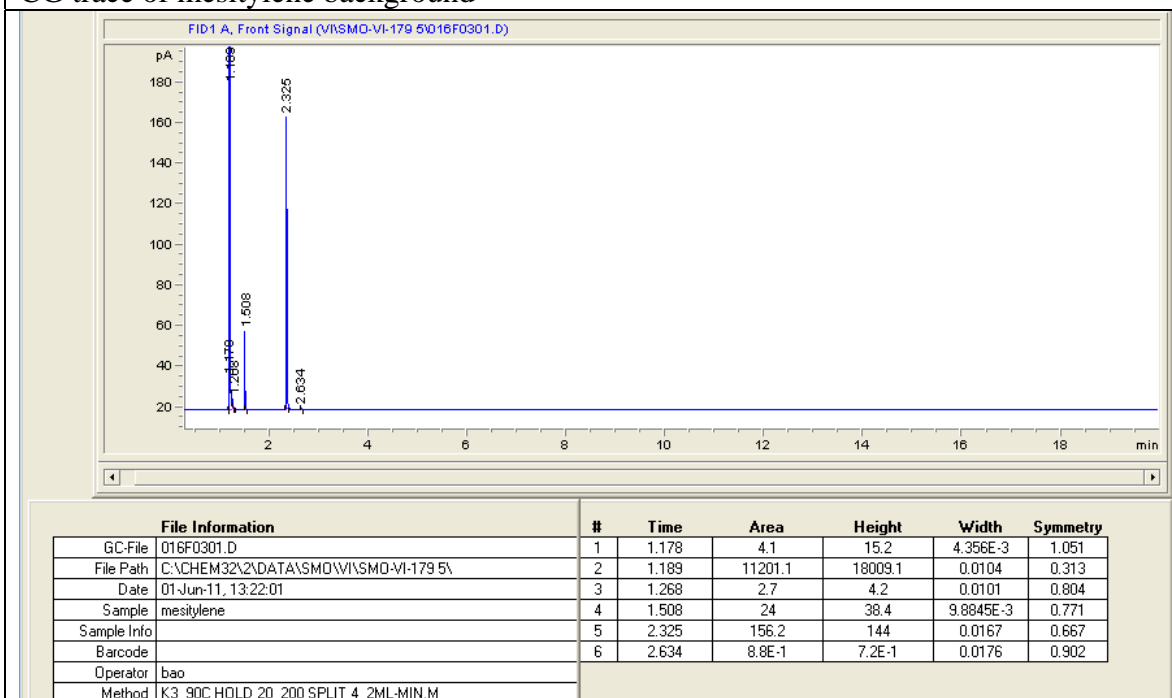 GC trace of mesitylene background
FID1 A, Front Signal (VI\SMO-VI-179 5\016F0301.D)
pA
180
160
140
120
100
80
60
40
20
1.189
1.178
1.268
1.508
2.325
2.634
2 4 6 8 10 12 14 16 18 min
File Information
GC-File 016F0301.D
File Path C:\CHEM32\2\DATA\SMO\VI\SMO-VI-179 5\
Date 01-Jun-11, 13:22:01
Sample mesitylene
Sample Info
Barcode
Operator bao
Method K3_90C HOLD 20_200 SPLIT 4_2ML-MIN.M
# Time Area Height Width Symmetry
1 1.178 4.1 15.2 4.356E-3 1.051
2 1.189 11201.1 18009.1 0.0104 0.313
3 1.268 2.7 4.2 0.0101 0.804
4 1.508 24 38.4 9.8845E-3 0.771
5 2.325 156.2 144 0.0167 0.667
6 2.634 8.8E-1 7.2E-1 0.0176 0.902